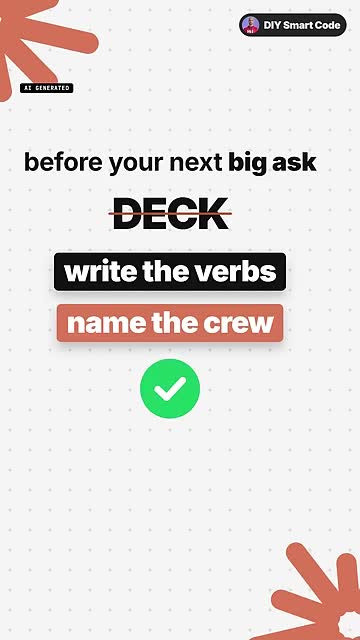 DIY Smart Code
AI GENERATED
before your next big ask
DECK
write the verbs
name the crew